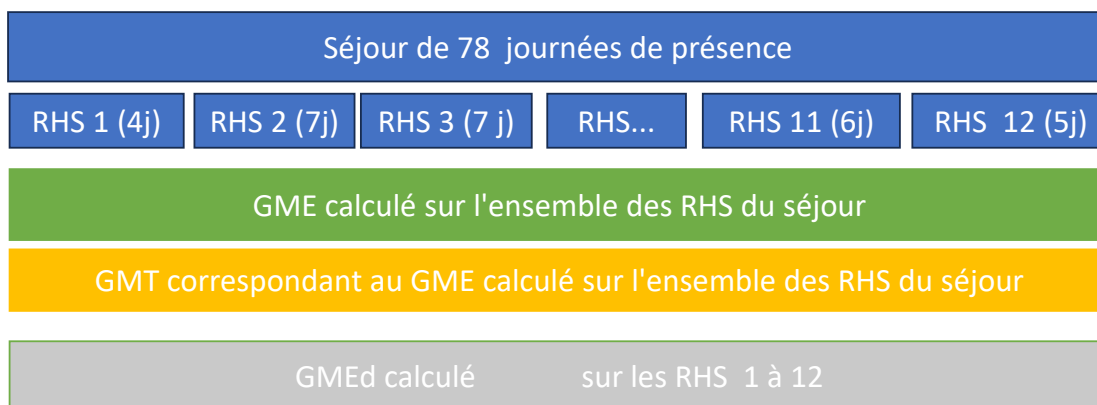 Séjour de 78 journées de présence
RHS 1 (4j) RHS 2 (7j) RHS 3 (7 j) RHS... RHS 11 (6j) RHS 12 (5j)
GME calculé sur l'ensemble des RHS du séjour
GMT correspondant au GME calculé sur l'ensemble des RHS du séjour
GMEd calculé sur les RHS 1 à 12